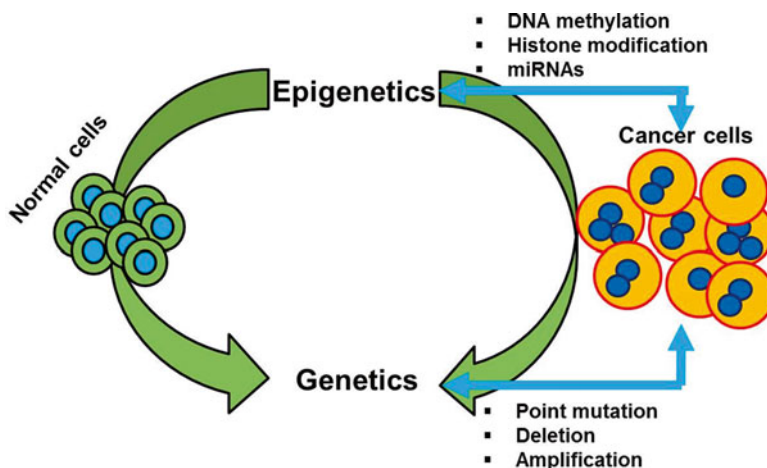 ▪ DNA methylation
▪ Histone modification
▪ miRNAs
Epigenetics
Cancer cells
Normal cells
Genetics
▪ Point mutation
▪ Deletion
▪ Amplification